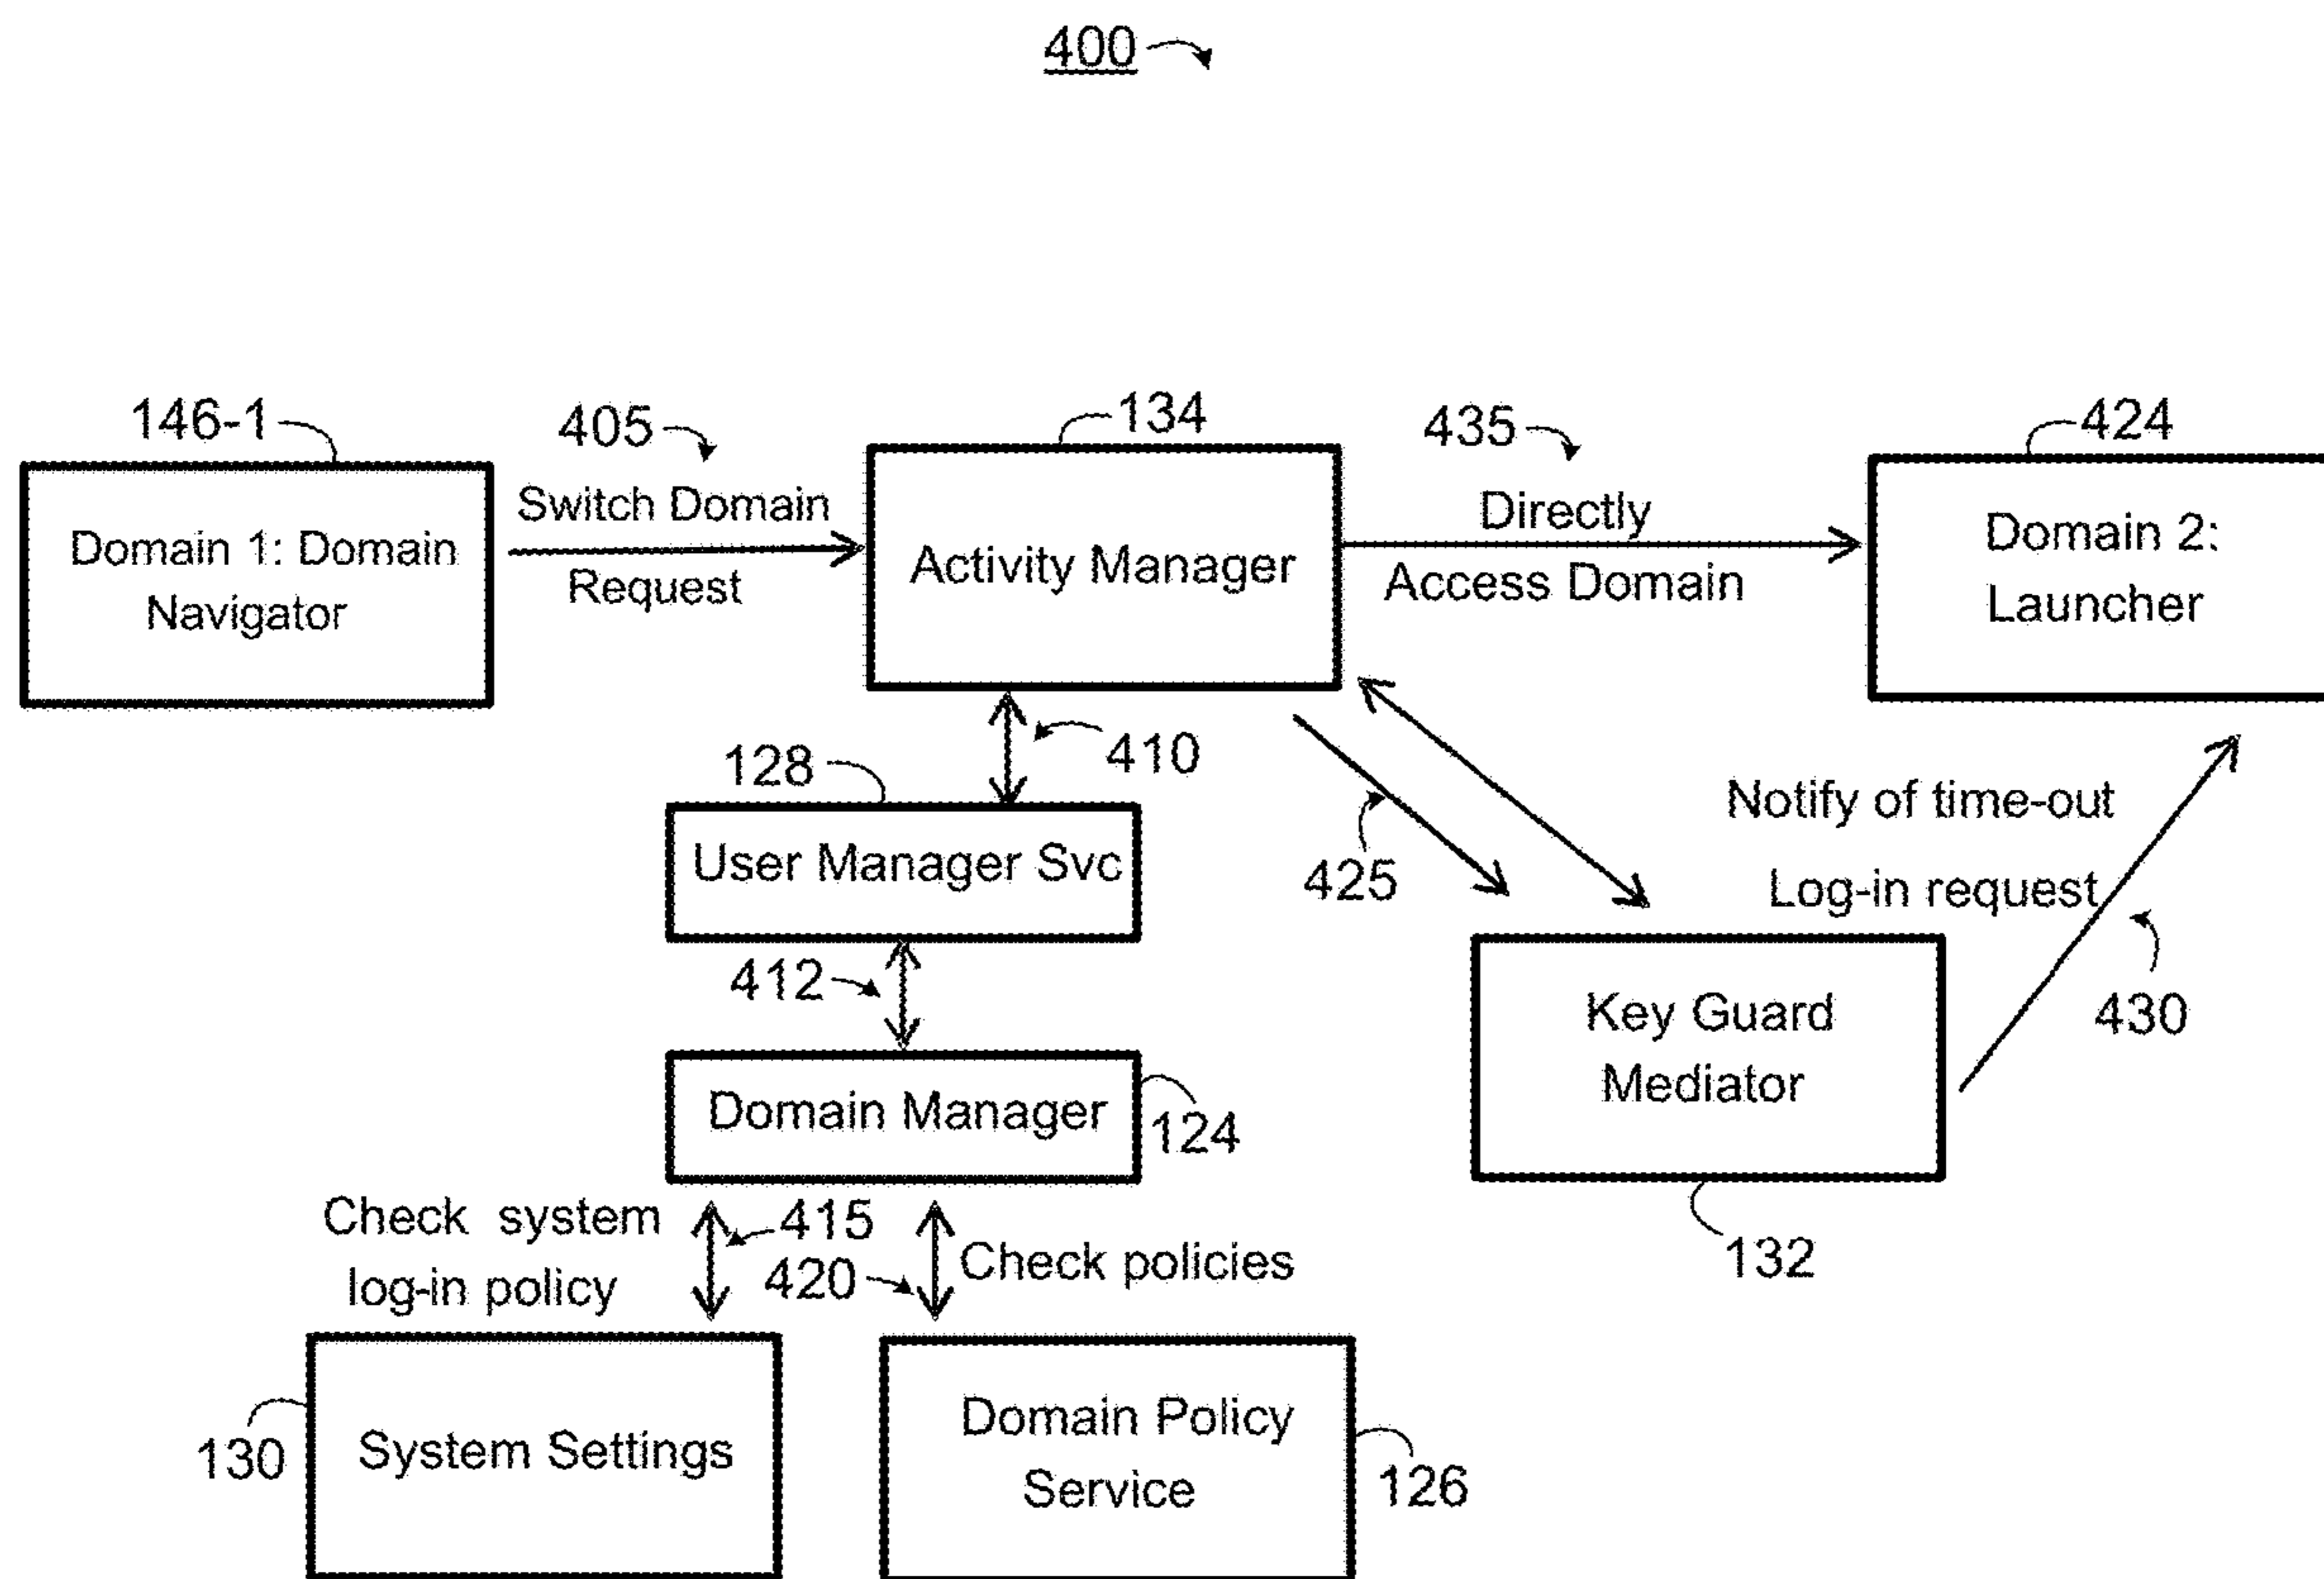 400
146-1
405
134
435
424
Domain 1: Domain
Navigator
Switch Domain
Request
Activity Manager
Directly
Access Domain
Domain 2:
Launcher
410
128
User Manager Svc
425
Notify of time-out
Log-in request
412
430
Key Guard
Mediator
Domain Manager
124
132
Check system
log-in policy
415
420
Check policies
130
System Settings
Domain Policy
Service
126